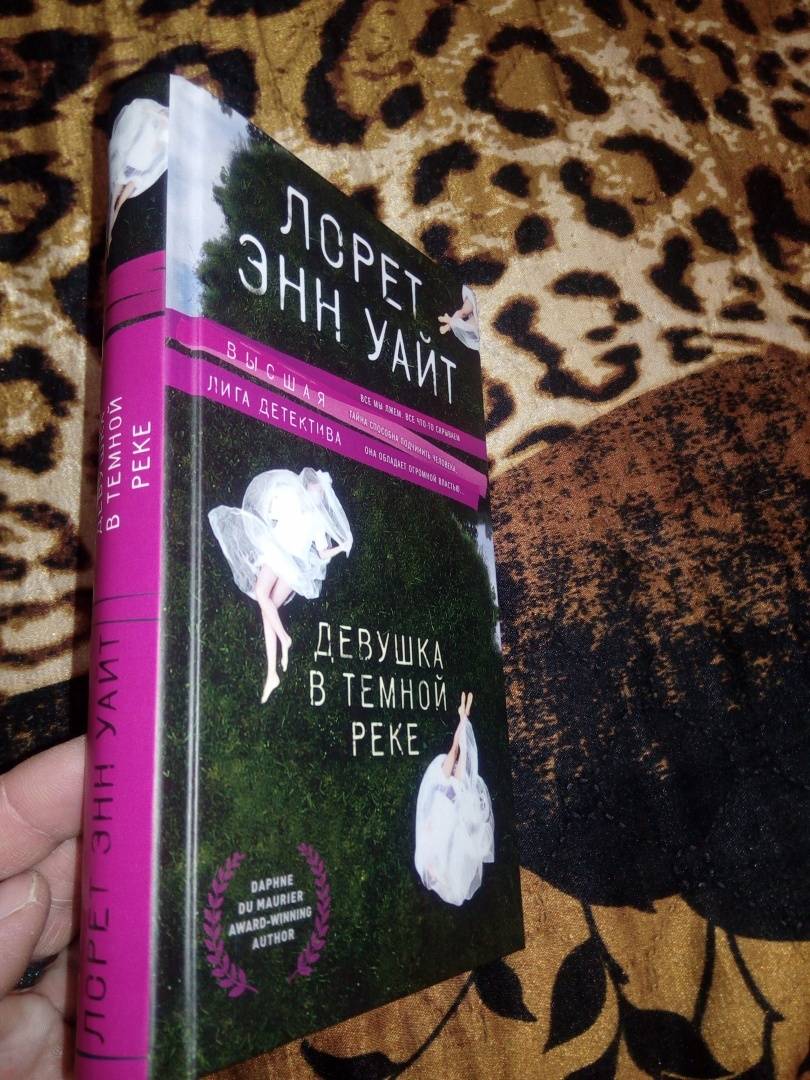 ЛОРЕТ
ЭНН УАЙТ
ВЫСШАЯ
ЛИГА ДЕТЕКТИВА
ВСЕ МЫ ЛЖЕМ. ВСЕ ЧТО-ТО СКРЫВАЕМ
ТАЙНА СПОСОБНА ПОДЧИНИТЬ ЧЕЛОВЕКА...
ОНА ОБЛАДАЕТ ОГРОМНОЙ ВЛАСТЬЮ...
ДЕВУШКА
В ТЕМНОЙ
РЕКЕ
DAPHNE
DU MAURIER
AWARD-WINNING
AUTHOR
ЛОРЕТ ЭНН УАЙТ
ДЕВУШКА
В ТЕМНОЙ
РЕКЕ